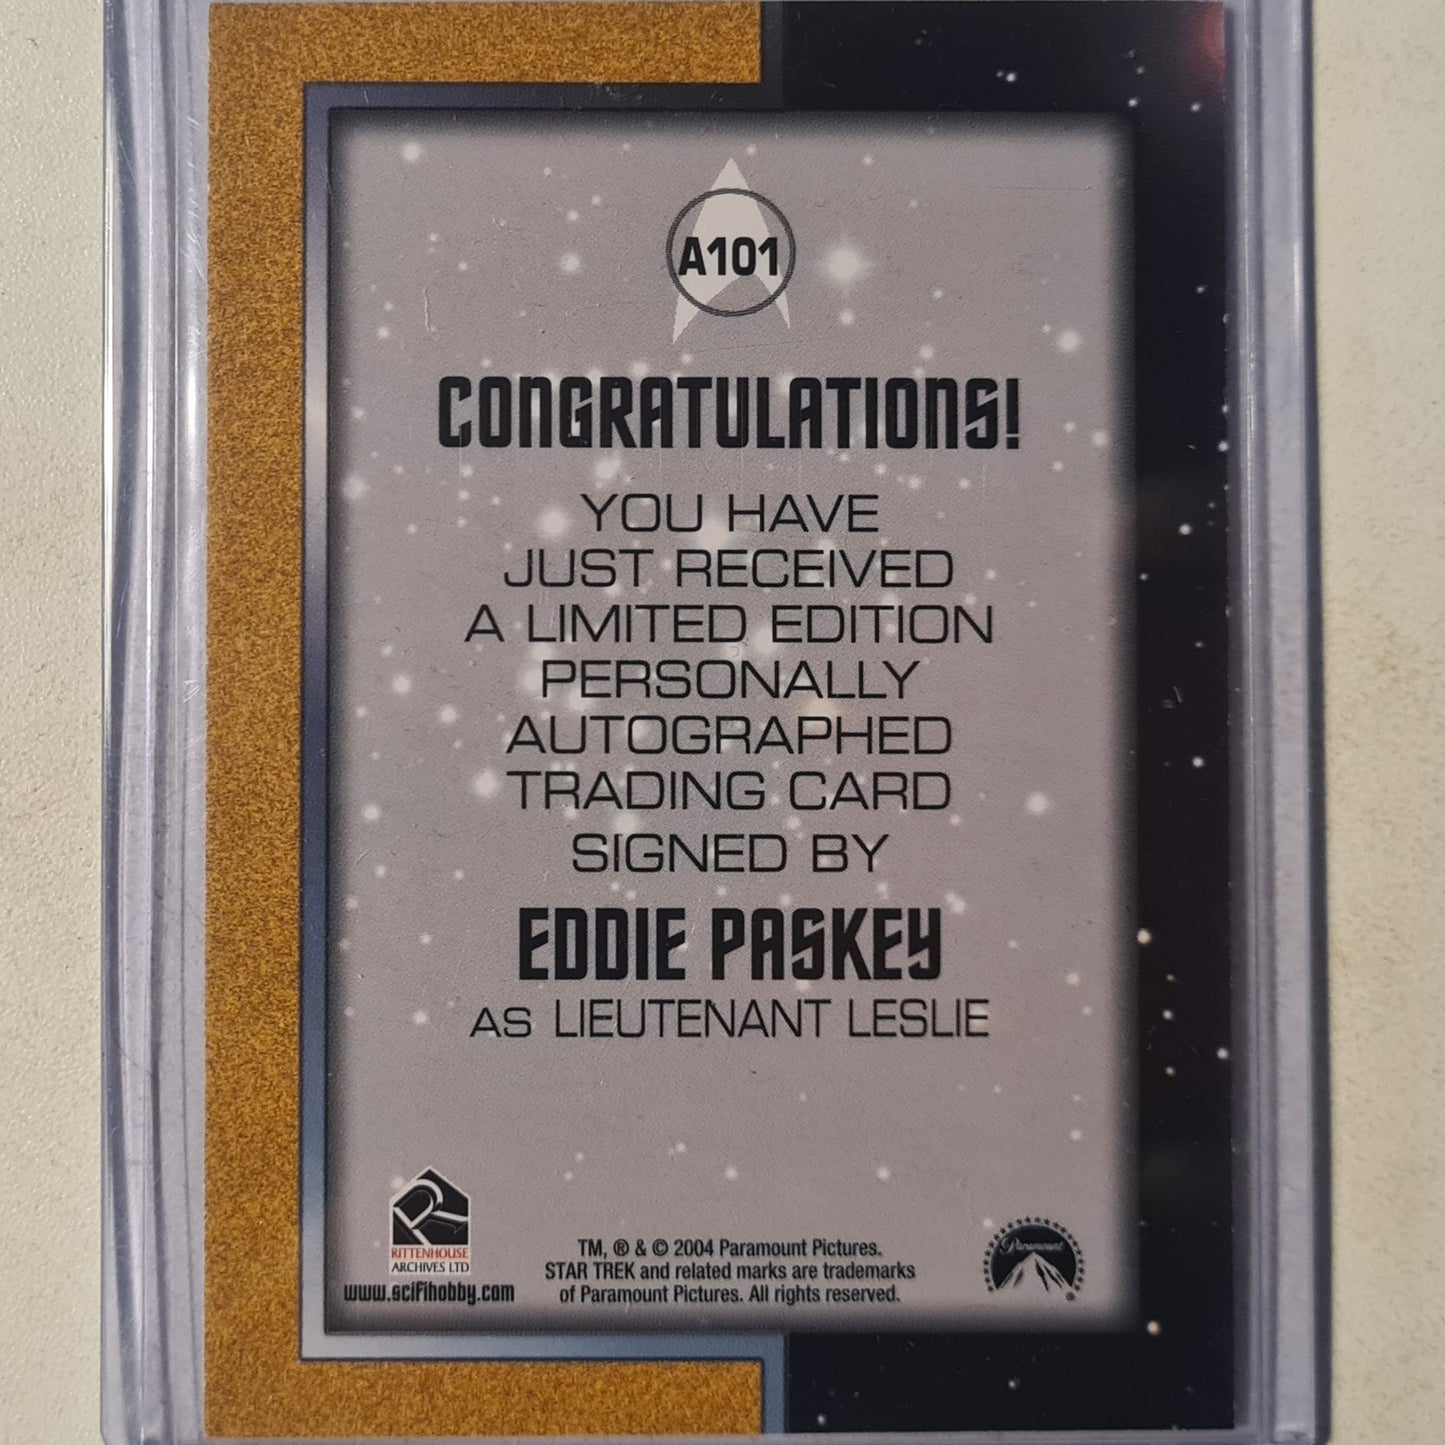 A101
CONGRATULATIONS!
YOU HAVE
JUST RECEIVED
A LIMITED EDITION
PERSONALLY
AUTOGRAPHED
TRADING CARD
SIGNED BY
EDDIE PASKEY
AS LIEUTENANT LESLIE
RITTENHOUSE
ARCHIVES LTD
www.scifihobby.com
TM, ® & © 2004 Paramount Pictures.
STAR TREK and related marks are trademarks
of Paramount Pictures. All rights reserved.
Paramount
®